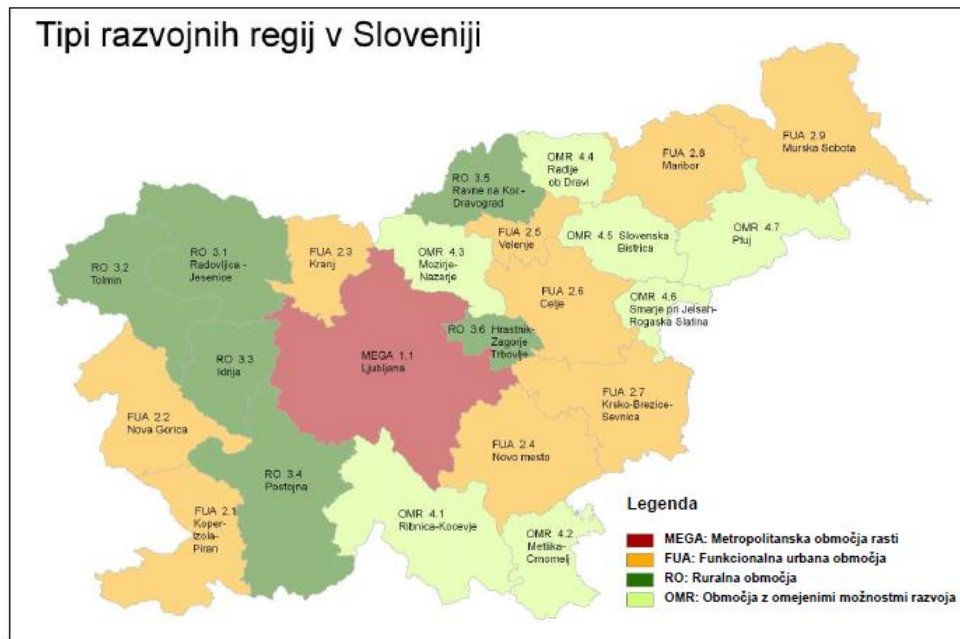 Tipi razvojnih regij v Sloveniji
FUA 2.9
Murska Sobota
FUA 2.8
Maribor
OMR 4.4
Radlje
ob Dravi
RO 3.5
Ravne na Kor.-
Dravograd
FUA 2.5
Velenje
OMR 4.5 Slovenska
Bistrica
OMR 4.7
Ptuj
RO 3.1
Radovljica -
Jesenice
RO 3.2
Tolmin
FUA 2.3
Kranj
OMR 4.3
Mozirje-
Nazarje
FUA 2.6
Celje
OMR 4.6
Smarje pri Jelsah-
Rogaska Slatina
RO 3.6 Hrastnik-
Zagorje
Trbovlje
RO 3.3
Idrija
MEGA 1.1
Ljubljana
FUA 2.7
Krsko-Brezice-
Sevnica
FUA 2.2
Nova Gorica
FUA 2.4
Novo mesto
RO 3.4
Postojna
FUA 2.1
Koper-
Izola-
Piran
OMR 4.1
Ribnica-Kocevje
OMR 4.2
Metlika-
Crnomelj
Legenda
MEGA: Metropolitanska območja rasti
FUA: Funkcionalna urbana območja
RO: Ruralna območja
OMR: Območja z omejenimi možnostmi razvoja